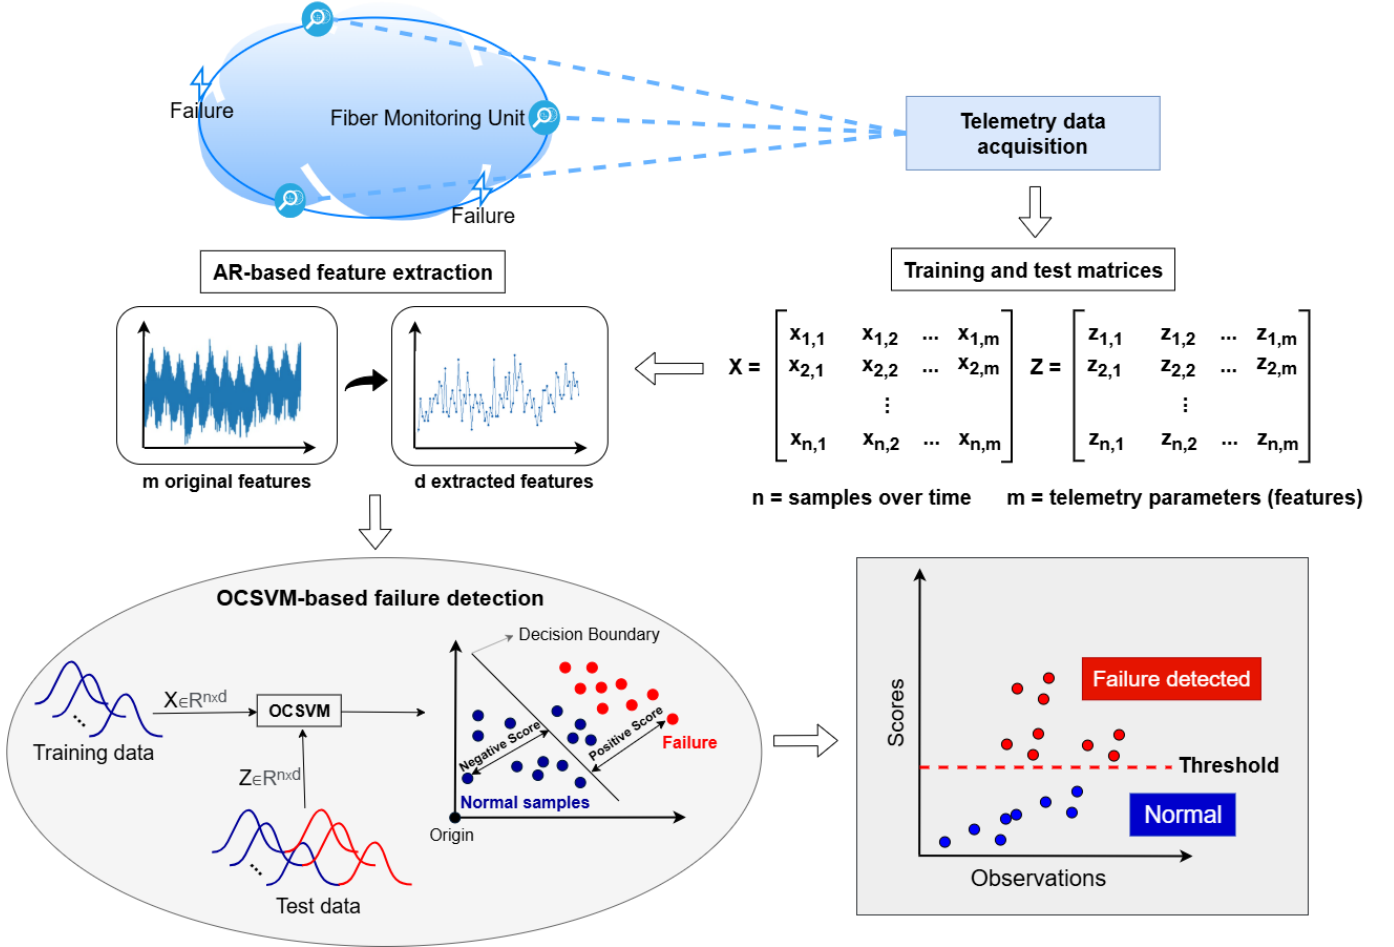 Failure
Fiber Monitoring Unit
Failure
Telemetry data
acquisition
AR-based feature extraction
Training and test matrices
m original features
d extracted features
X =
x1,1 x1,2 ... x1,m
x2,1 x2,2 ... x2,m
⋮
xn,1 xn,2 ... xn,m
Z =
z1,1 z1,2 ... z1,m
z2,1 z2,2 ... z2,m
⋮
zn,1 zn,2 ... zn,m
n = samples over time
m = telemetry parameters (features)
OCSVM-based failure detection
Decision Boundary
X∈R^nxd
OCSVM
...
Training data
Z∈R^nxd
...
Test data
Negative Score
Positive Score
Failure
Normal samples
Origin
Scores
Failure detected
Threshold
Normal
Observations